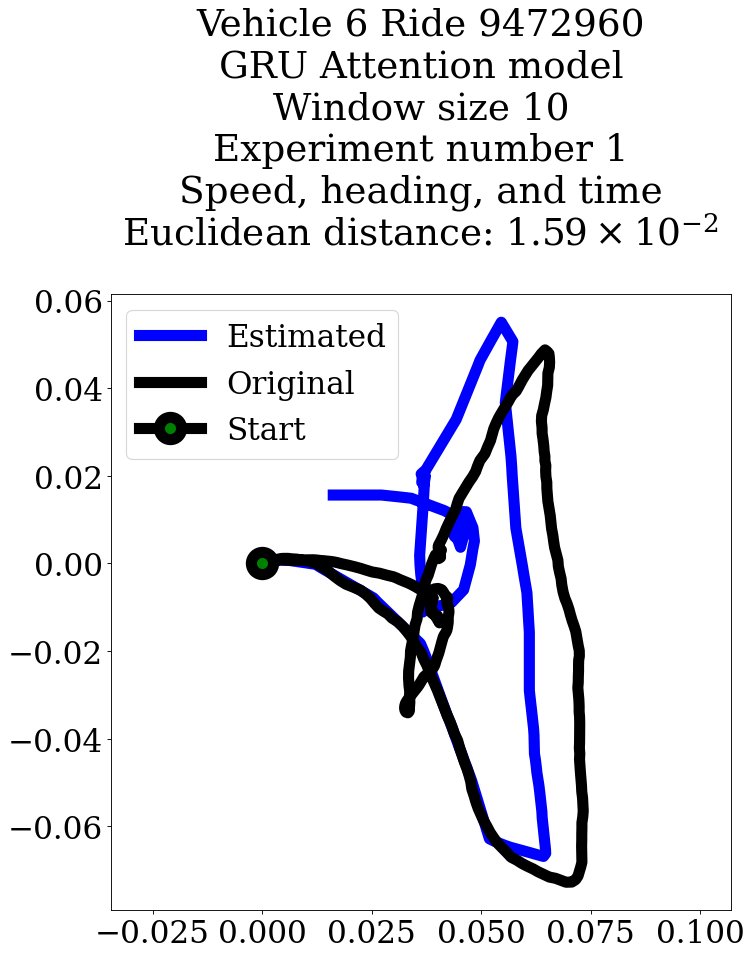 Vehicle 6 Ride 9472960
GRU Attention model
Window size 10
Experiment number 1
Speed, heading, and time
Euclidean distance: 1.59 × 10⁻²
0.06
0.04
0.02
0.00
−0.02
−0.04
−0.06
Estimated
Original
Start
−0.025 0.000 0.025 0.050 0.075 0.100